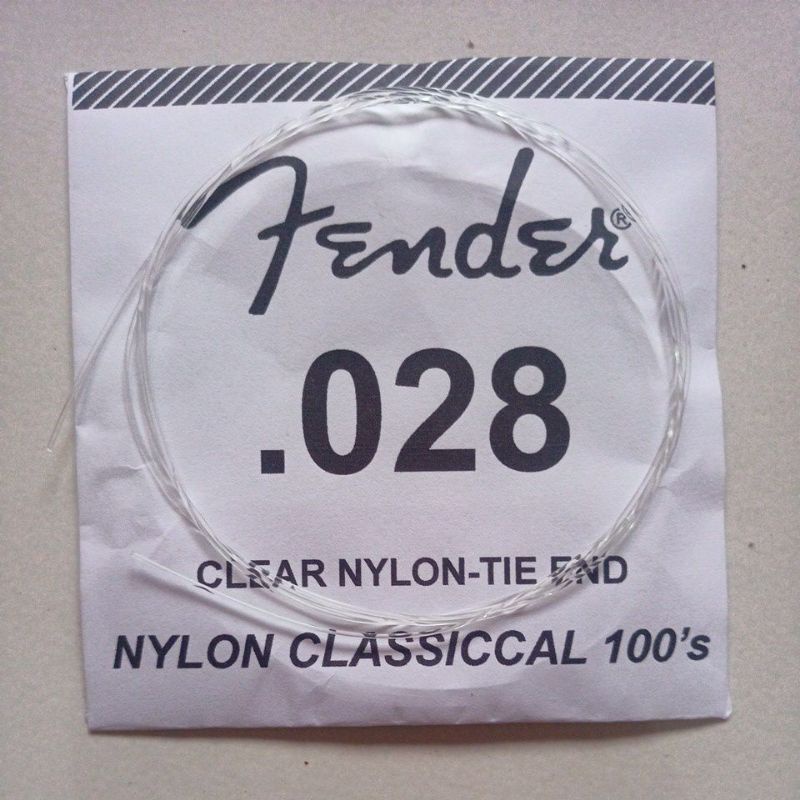 Fender®
.028
CLEAR NYLON-TIE END
NYLON CLASSICCAL 100's